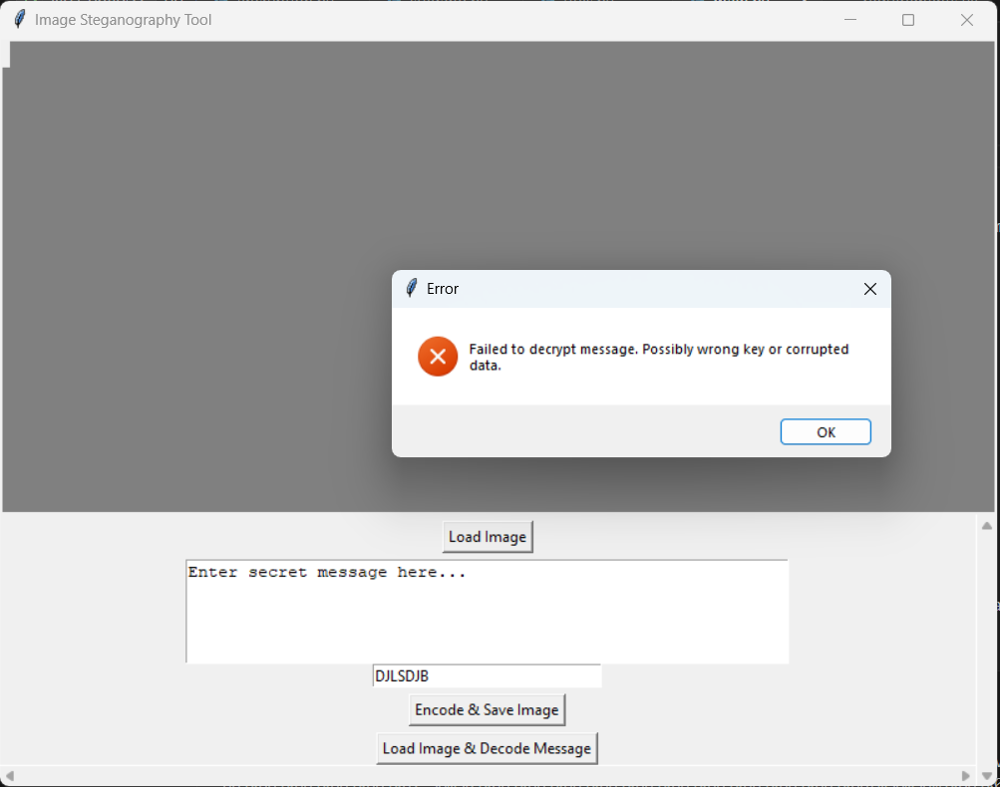 Image Steganography Tool
Error
Failed to decrypt message. Possibly wrong key or corrupted
data.
OK
Load Image
Enter secret message here...
DJLSDJB
Encode & Save Image
Load Image & Decode Message